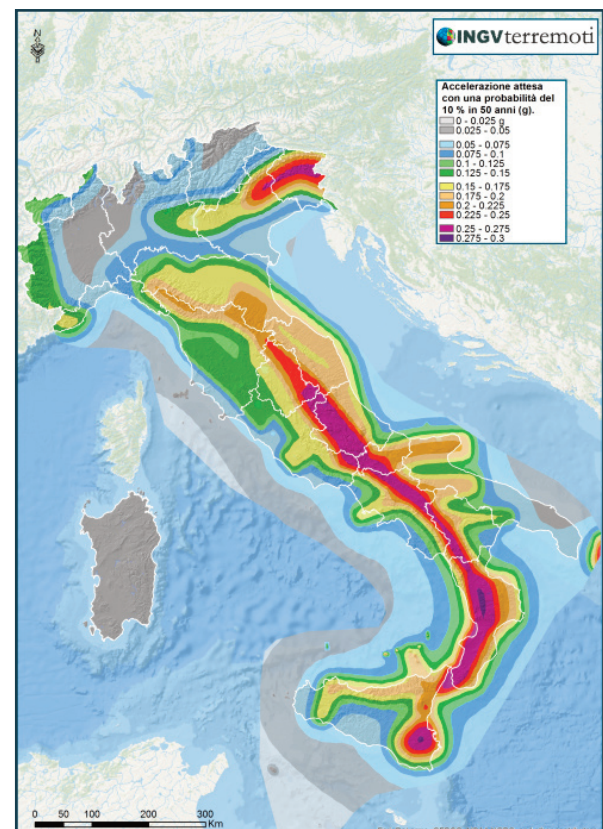 N
INGVterremoti
Accelerazione attesa
con una probabilità del
10 % in 50 anni (g).
0 - 0.025 g
0.025 - 0.05
0.05 - 0.075
0.075 - 0.1
0.1 - 0.125
0.125 - 0.15
0.15 - 0.175
0.175 - 0.2
0.2 - 0.225
0.225 - 0.25
0.25 - 0.275
0.275 - 0.3
0 50 100 200 300
Km